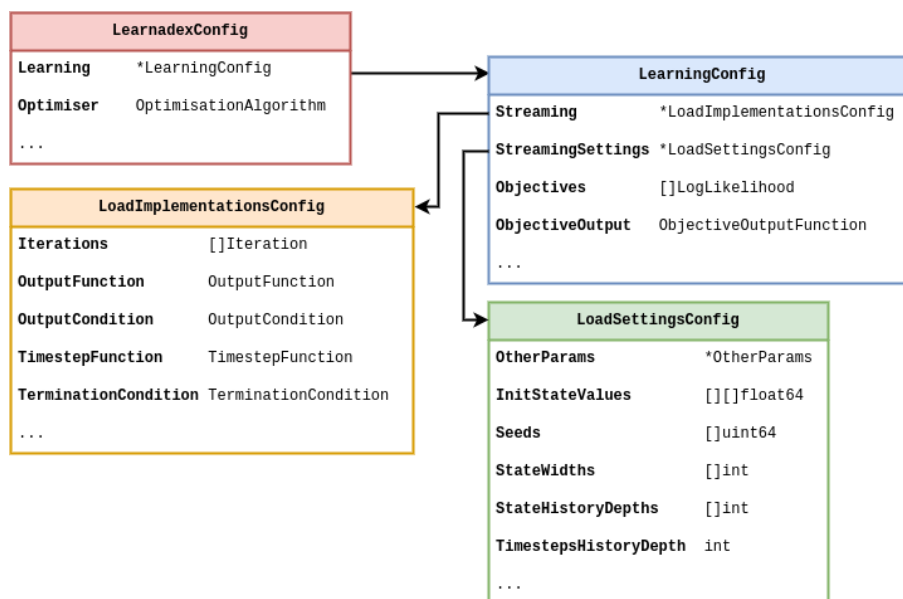 LearnadexConfig
Learning *LearningConfig
Optimiser OptimisationAlgorithm
...
LearningConfig
Streaming *LoadImplementationsConfig
StreamingSettings *LoadSettingsConfig
Objectives []LogLikelihood
ObjectiveOutput ObjectiveOutputFunction
...
LoadImplementationsConfig
Iterations []Iteration
OutputFunction OutputFunction
OutputCondition OutputCondition
TimestepFunction TimestepFunction
TerminationCondition TerminationCondition
...
LoadSettingsConfig
OtherParams *OtherParams
InitStateValues [][]float64
Seeds []uint64
StateWidths []int
StateHistoryDepths []int
TimestepsHistoryDepth int
...